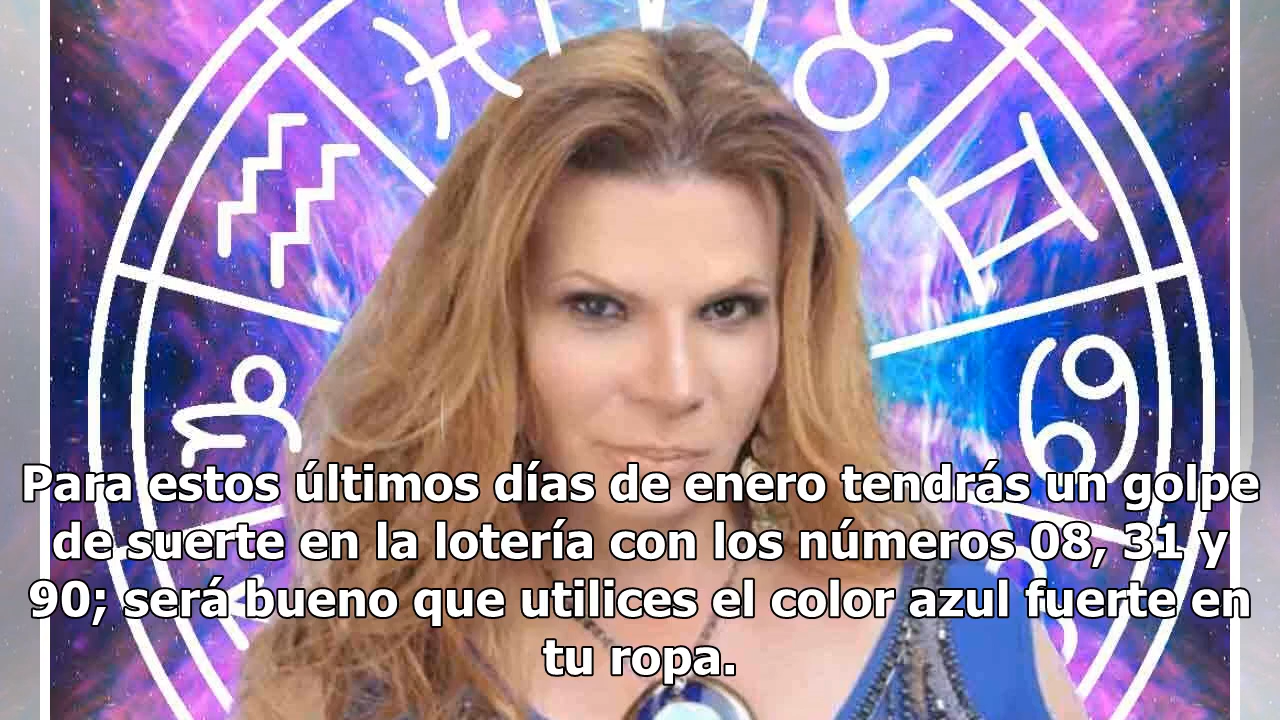 Para estos últimos días de enero tendrás un golpe
de suerte en la lotería con los números 08, 31 y
90; será bueno que utilices el color azul fuerte en
tu ropa.